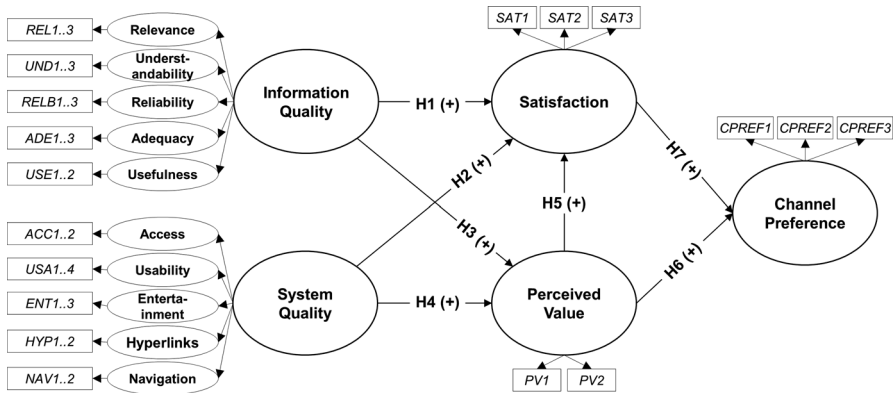 SAT1
SAT2
SAT3
REL1..3
Relevance
UND1..3
Underst-
andability
RELB1..3
Reliability
ADE1..3
Adequacy
USE1..2
Usefulness
Information
Quality
H1 (+)
Satisfaction
CPREF1
CPREF2
CPREF3
H2 (+)
H3 (+)
H5 (+)
H7 (+)
H6 (+)
Channel
Preference
ACC1..2
Access
USA1..4
Usability
ENT1..3
Enterta-
inment
HYP1..2
Hyperlinks
NAV1..2
Navigation
System
Quality
H4 (+)
Perceived
Value
PV1
PV2